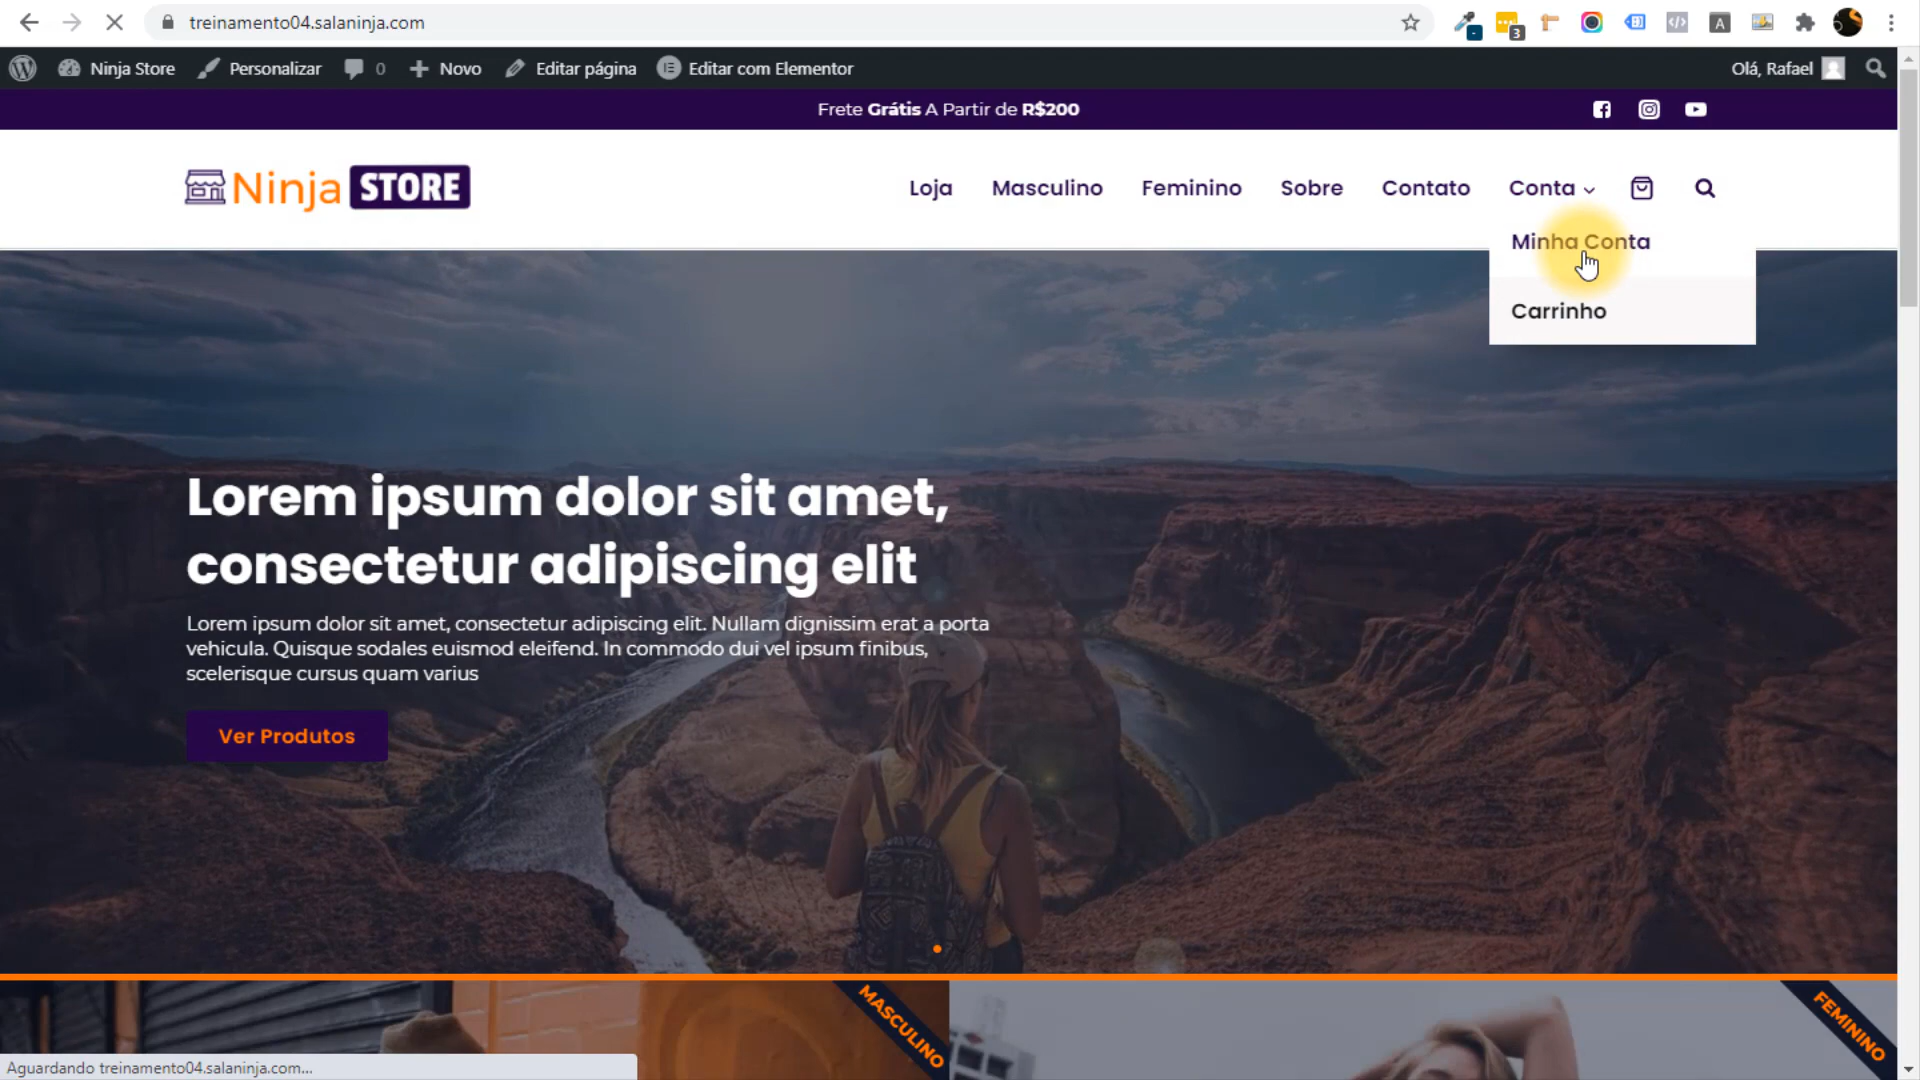 treinamento04.salaninja.com
3
A
Ninja Store
Personalizar
0
Novo
Editar página
Editar com Elementor
Olá, Rafael
Frete Grátis A Partir de R$200
Ninja STORE
Loja
Masculino
Feminino
Sobre
Contato
Conta
Minha Conta
Carrinho
Lorem ipsum dolor sit amet,
consectetur adipiscing elit
Lorem ipsum dolor sit amet, consectetur adipiscing elit. Nullam dignissim erat a porta
vehicula. Quisque sodales euismod eleifend. In commodo dui vel ipsum finibus,
scelerisque cursus quam varius
Ver Produtos
MASCULINO
FEMININO
Aguardando treinamento04.salaninja.com...